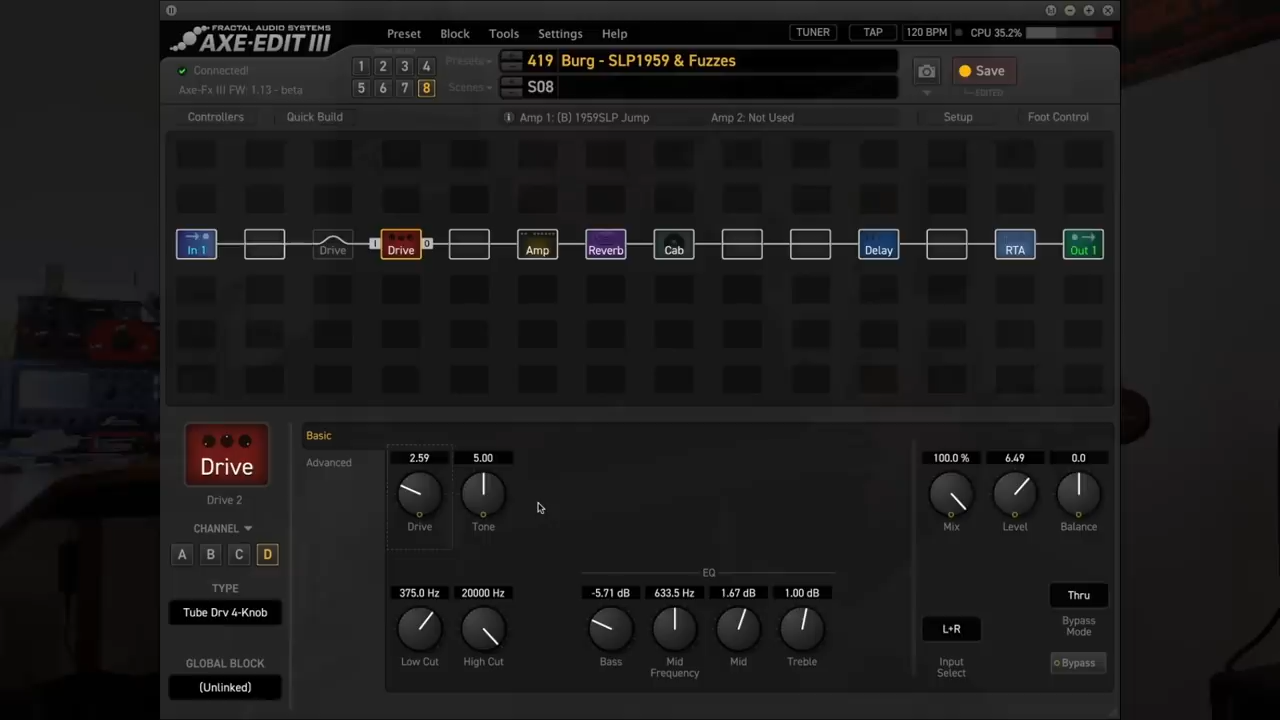 FRACTAL AUDIO SYSTEMS
AXE-EDIT III
Preset Block Tools Settings Help
TUNER TAP 120 BPM CPU 35.2%
Connected!
Axe-Fx III FW: 1.13 - beta
1 2 3 4
5 6 7 8
Presets
Scenes
419 Burg - SLP1959 & Fuzzes
S08
Save
EDITED
Controllers Quick Build
Amp 1: (B) 1959SLP Jump Amp 2: Not Used
Setup Foot Control
In 1 Drive I Drive O Amp Reverb Cab Delay RTA Out 1
Drive
Drive 2
CHANNEL
A B C D
TYPE
Tube Drv 4-Knob
GLOBAL BLOCK
(Unlinked)
Basic
Advanced
2.59 5.00
Drive Tone
100.0 % 6.49 0.0
Mix Level Balance
EQ
375.0 Hz 20000 Hz -5.71 dB 633.5 Hz 1.67 dB 1.00 dB
Low Cut High Cut Bass Mid Frequency Mid Treble
L+R
Input Select
Thru
Bypass Mode
Bypass